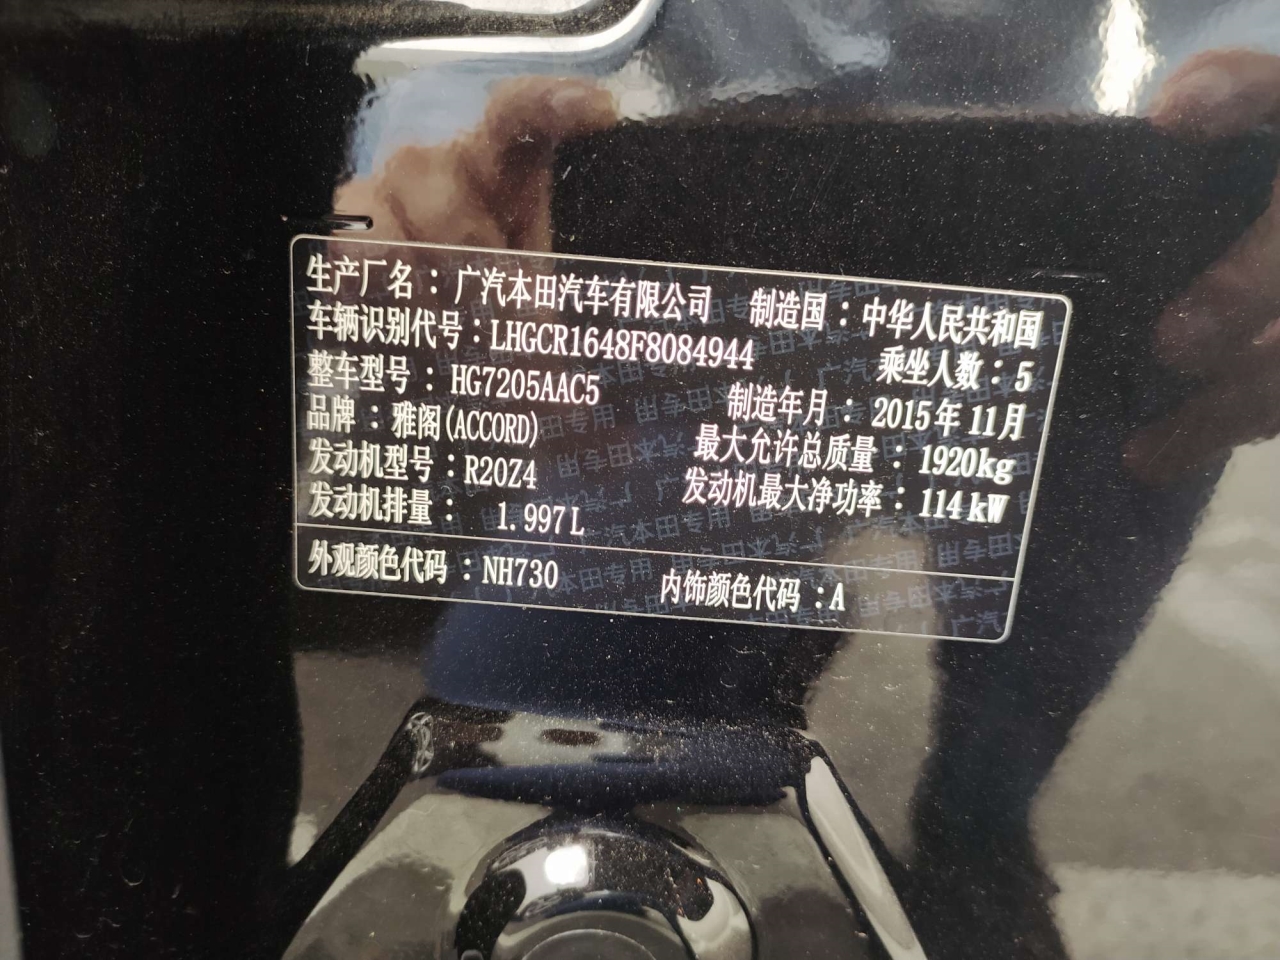 生产厂名：广汽本田汽车有限公司 制造国：中华人民共和国
车辆识别代号：LHGCR1648F8084944 乘坐人数：5
整车型号：HG7205AAC5 制造年月：2015年11月
品牌：雅阁(ACCORD) 最大允许总质量：1920kg
发动机型号：R20Z4 发动机最大净功率：114kW
发动机排量：1.997L
外观颜色代码：NH730 内饰颜色代码：A